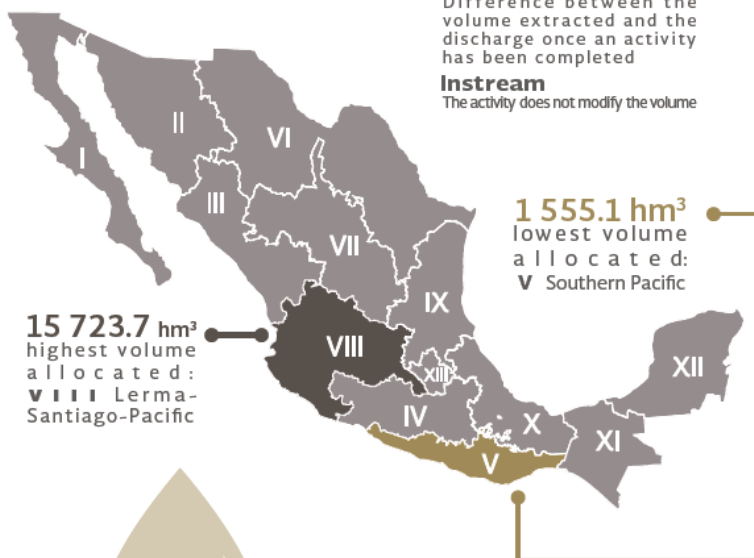 Difference between the
volume extracted and the
discharge once an activity
has been completed
Instream
The activity does not modify the volume
I
II
III
VI
VII
1 555.1 hm³
lowest volume
allocated:
V Southern Pacific
IX
15 723.7 hm³
highest volume
allocated:
VIII Lerma-
Santiago-Pacific
VIII
XIII
XII
IV
X
XI
V